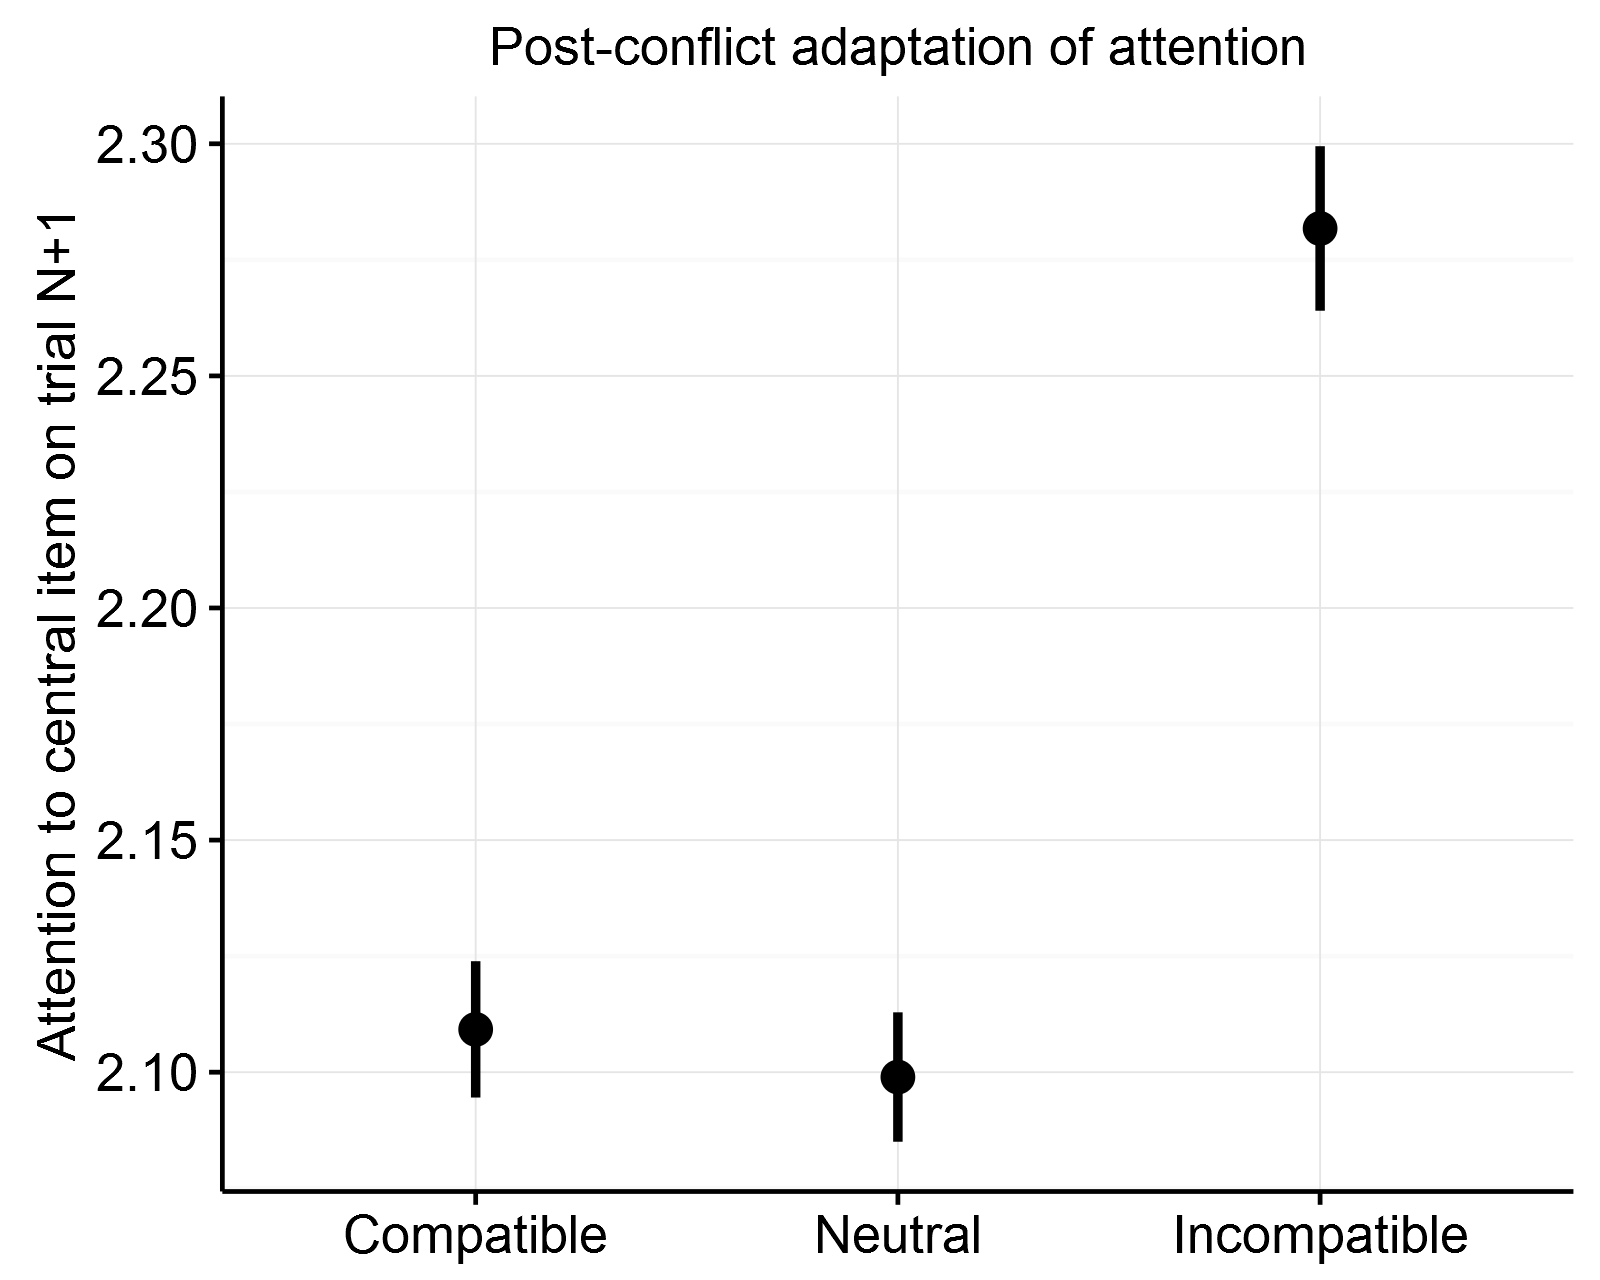 Post-conflict adaptation of attention
Attention to central item on trial N+1
2.30
2.25
2.20
2.15
2.10
Compatible
Neutral
Incompatible